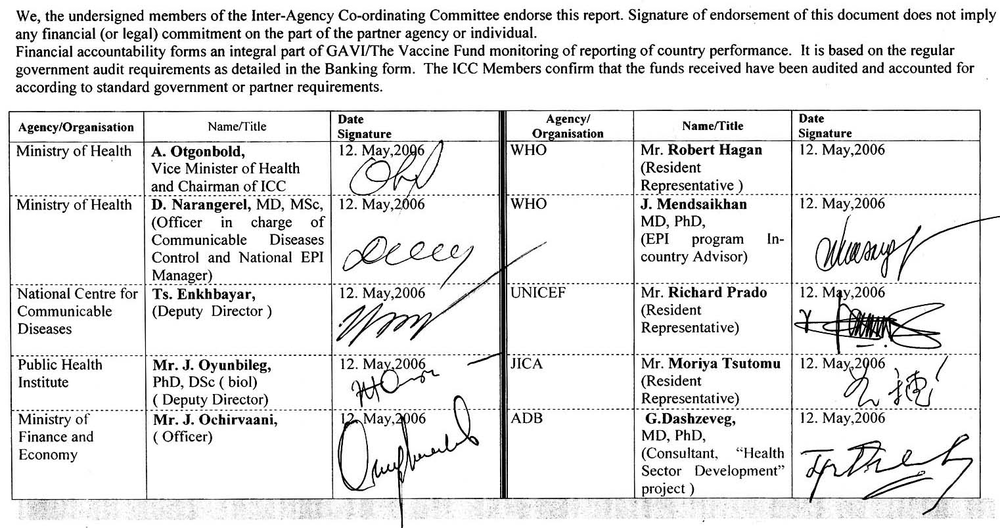 We, the undersigned members of the Inter-Agency Co-ordinating Committee endorse this report. Signature of endorsement of this document does not imply
any financial (or legal) commitment on the part of the partner agency or individual.
Financial accountability forms an integral part of GAVI/The Vaccine Fund monitoring of reporting of country performance. It is based on the regular
government audit requirements as detailed in the Banking form. The ICC Members confirm that the funds received have been audited and accounted for
according to standard government or partner requirements.
Agency/Organisation
Name/Title
Date
Signature
Agency/
Organisation
Name/Title
Date
Signature
Ministry of Health
A. Otgonbold,
Vice Minister of Health
and Chairman of ICC
12. May,2006
WHO
Mr. Robert Hagan
(Resident
Representative )
12. May,2006
Ministry of Health
D. Narangerel, MD, MSc,
(Officer in charge of
Communicable Diseases
Control and National EPI
Manager)
12. May,2006
WHO
J. Mendsaikhan
MD, PhD,
(EPI program In-
country Advisor)
12. May,2006
National Centre for
Communicable
Diseases
Ts. Enkhbayar,
(Deputy Director )
12. May,2006
UNICEF
Mr. Richard Prado
(Resident
Representative)
12. May,2006
Public Health
Institute
Mr. J. Oyunbileg,
PhD, DSc ( biol)
( Deputy Director)
12. May,2006
JICA
Mr. Moriya Tsutomu
(Resident
Representative)
12. May,2006
Ministry of
Finance and
Economy
Mr. J. Ochirvaani,
( Officer)
12. May,2006
ADB
G.Dashzeveg,
MD, PhD,
(Consultant, “Health
Sector Development”
project )
12. May,2006